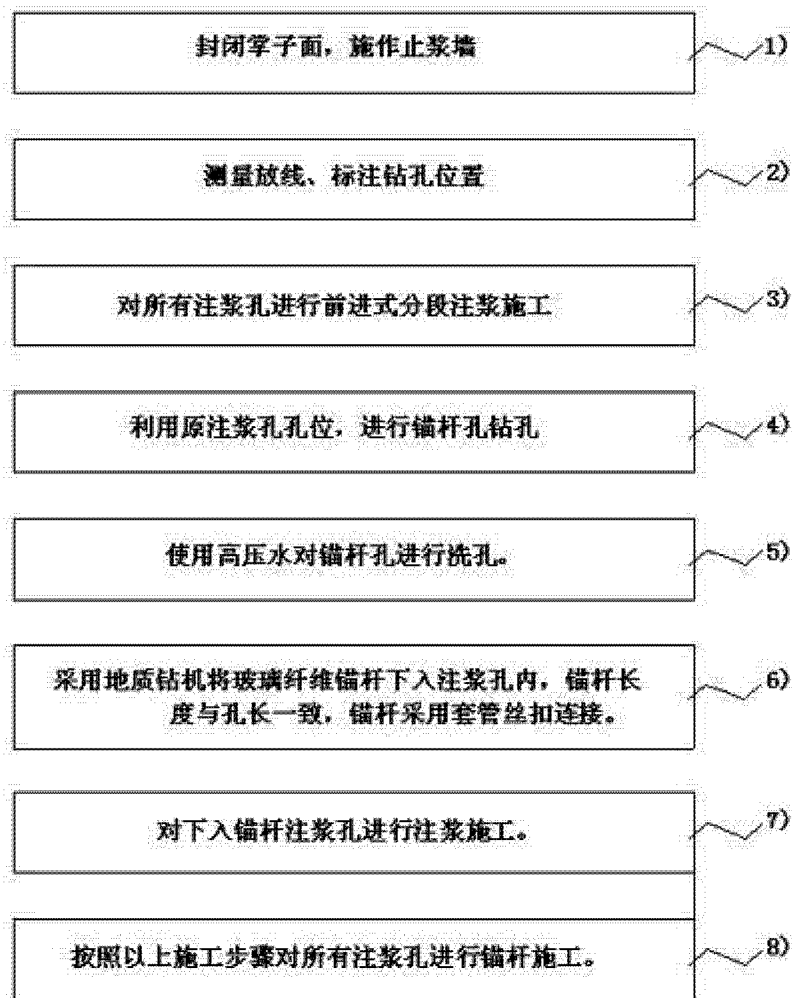 封闭掌子面，施作止浆墙
1)
测量放线、标注钻孔位置
2)
对所有注浆孔进行前进式分段注浆施工
3)
利用原注浆孔孔位，进行锚杆孔钻孔
4)
使用高压水对锚杆孔进行洗孔。
5)
采用地质钻机将玻璃纤维锚杆下入注浆孔内，锚杆长
度与孔长一致，锚杆采用套管丝扣连接。
6)
对下入锚杆注浆孔进行注浆施工。
7)
按照以上施工步骤对所有注浆孔进行锚杆施工。
8)